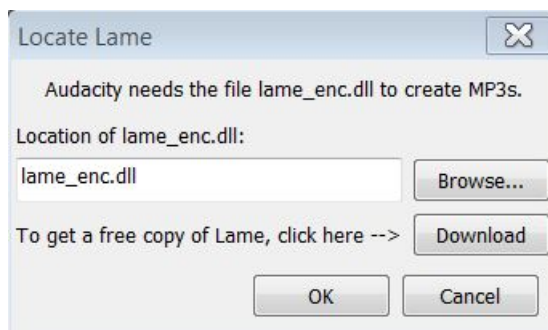 Locate Lame
Audacity needs the file lame_enc.dll to create MP3s.
Location of lame_enc.dll:
lame_enc.dll
Browse...
To get a free copy of Lame, click here -->
Download
OK
Cancel